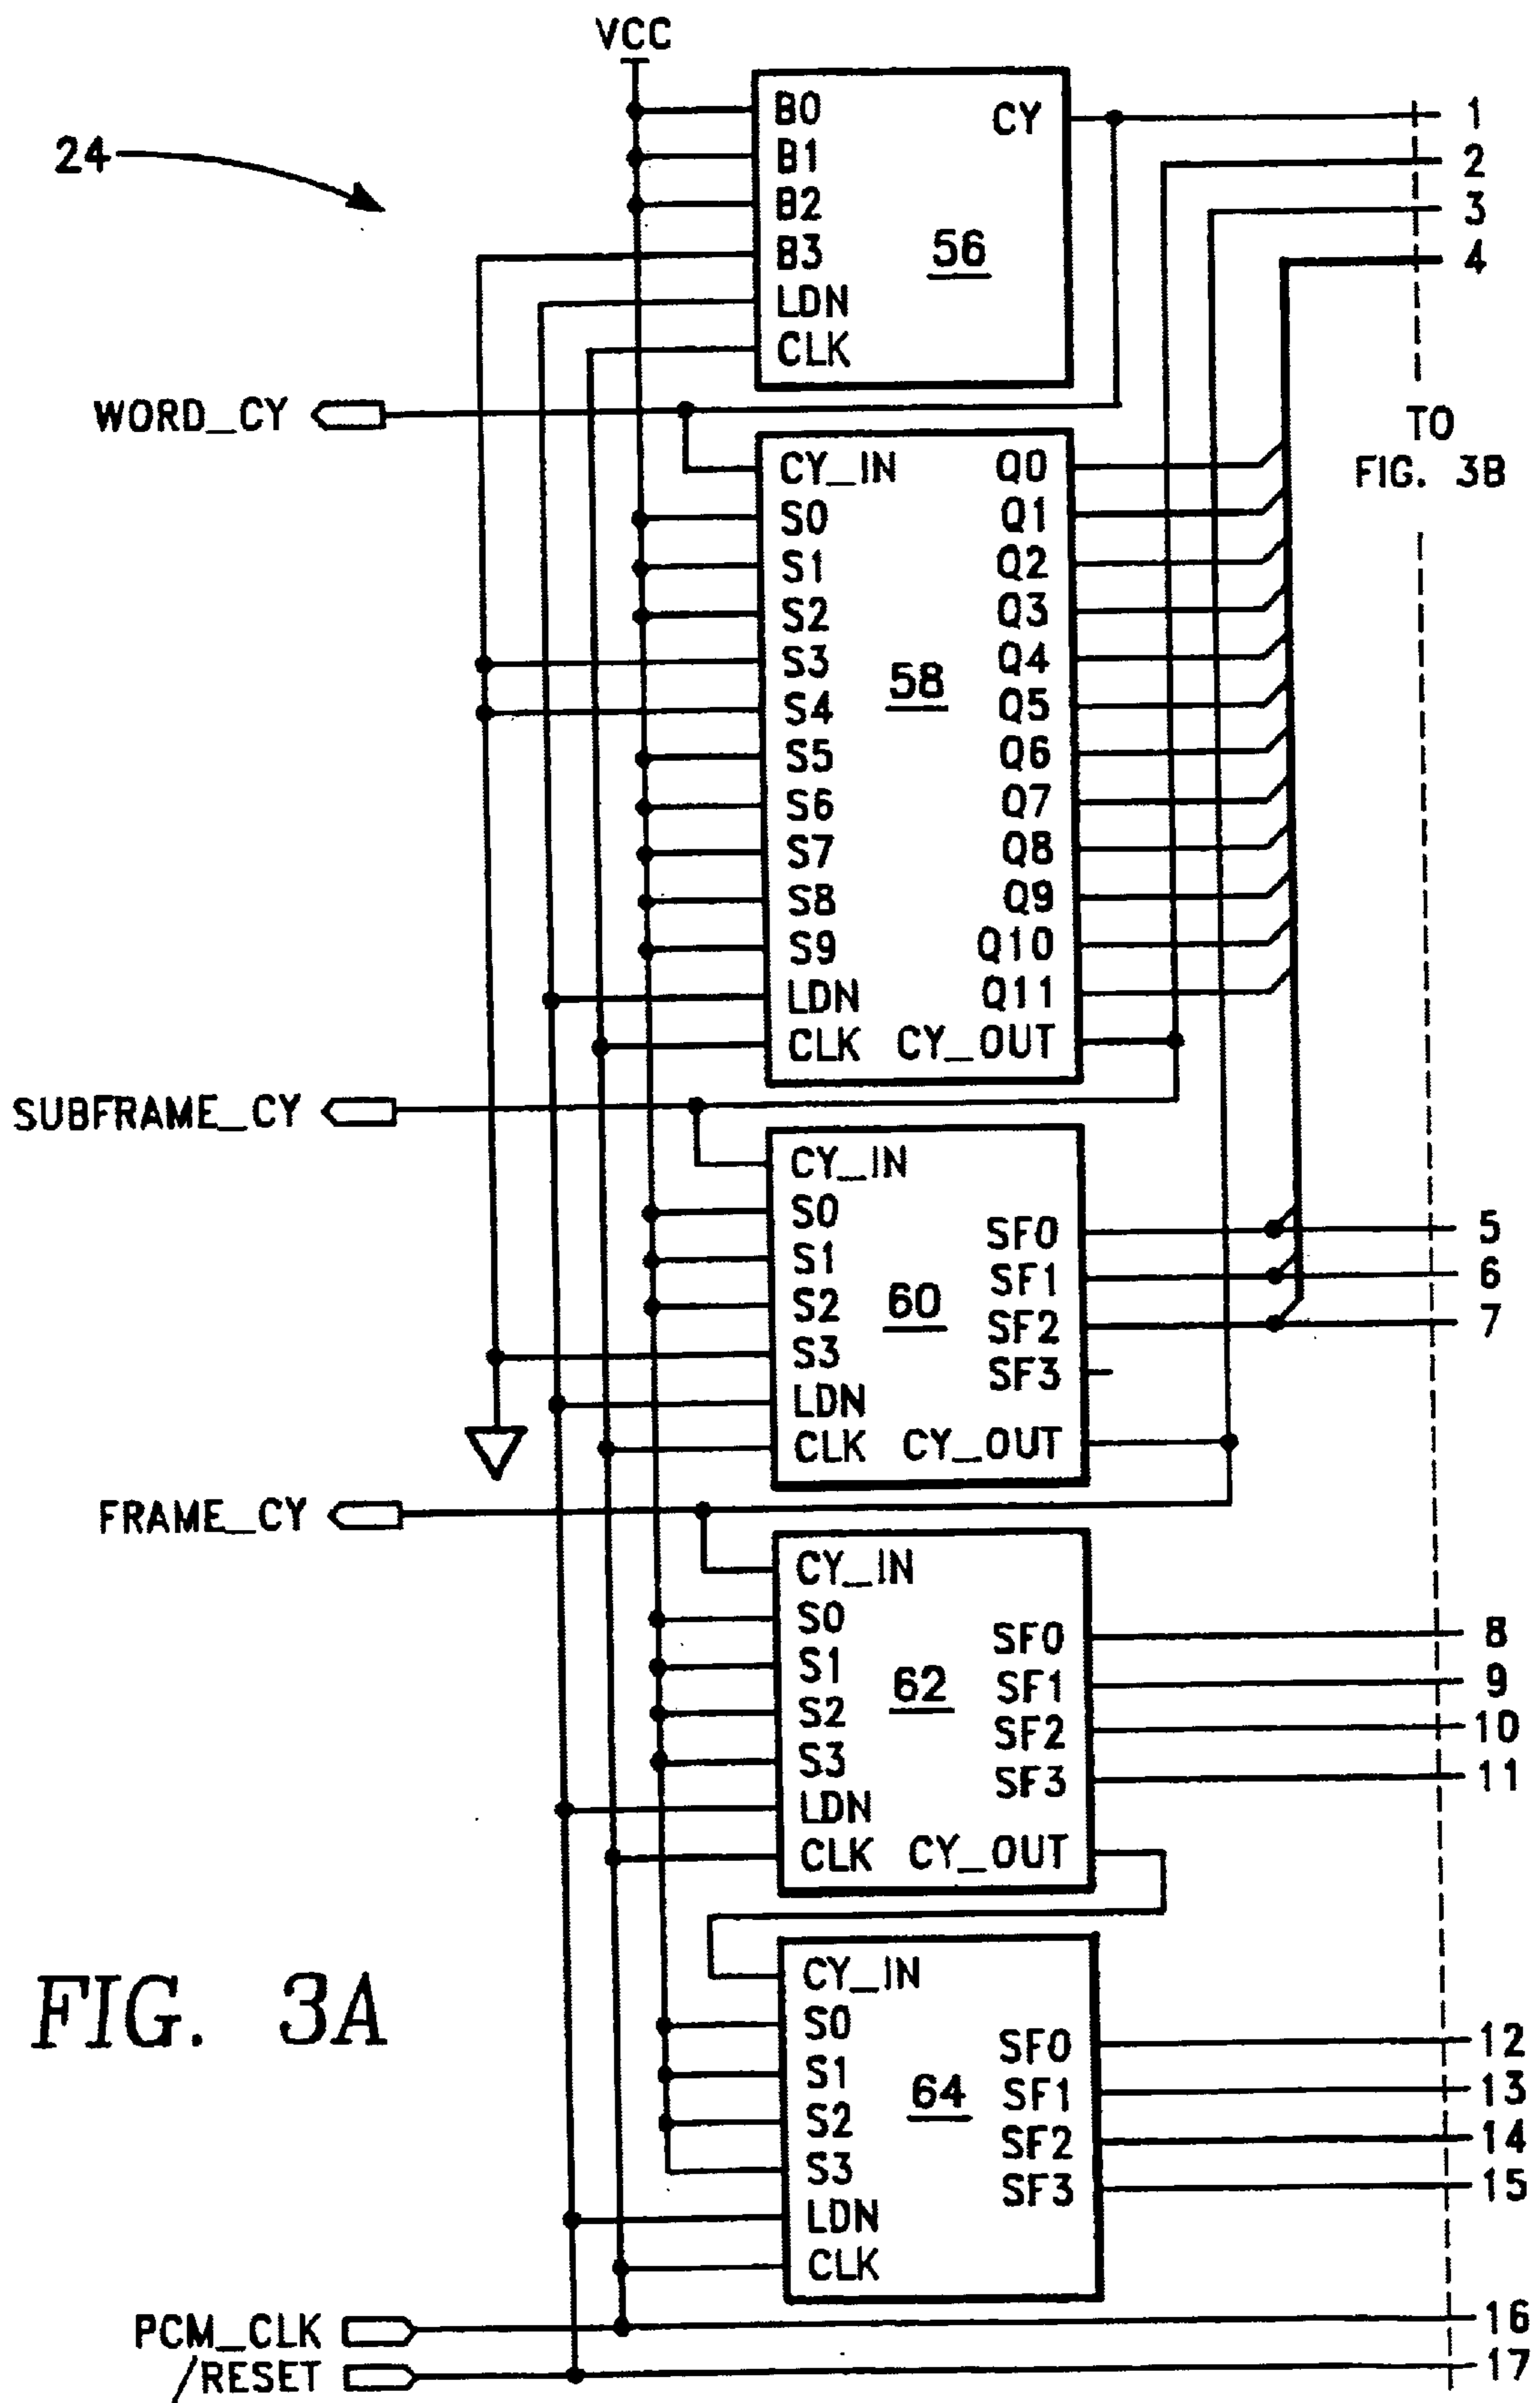 VCC
24
B0
B1
B2
B3
LDN
CLK
CY
56
1
2
3
4
TO
FIG. 3B
WORD_CY
CY_IN
S0
S1
S2
S3
S4
S5
S6
S7
S8
S9
LDN
CLK
58
Q0
Q1
Q2
Q3
Q4
Q5
Q6
Q7
Q8
Q9
Q10
Q11
CY_OUT
SUBFRAME_CY
CY_IN
S0
S1
S2
S3
LDN
CLK
60
SF0
SF1
SF2
SF3
CY_OUT
5
6
7
FRAME_CY
CY_IN
S0
S1
S2
S3
LDN
CLK
62
SF0
SF1
SF2
SF3
CY_OUT
8
9
10
11
FIG. 3A
CY_IN
S0
S1
S2
S3
LDN
CLK
64
SF0
SF1
SF2
SF3
12
13
14
15
PCM_CLK
16
/RESET
17